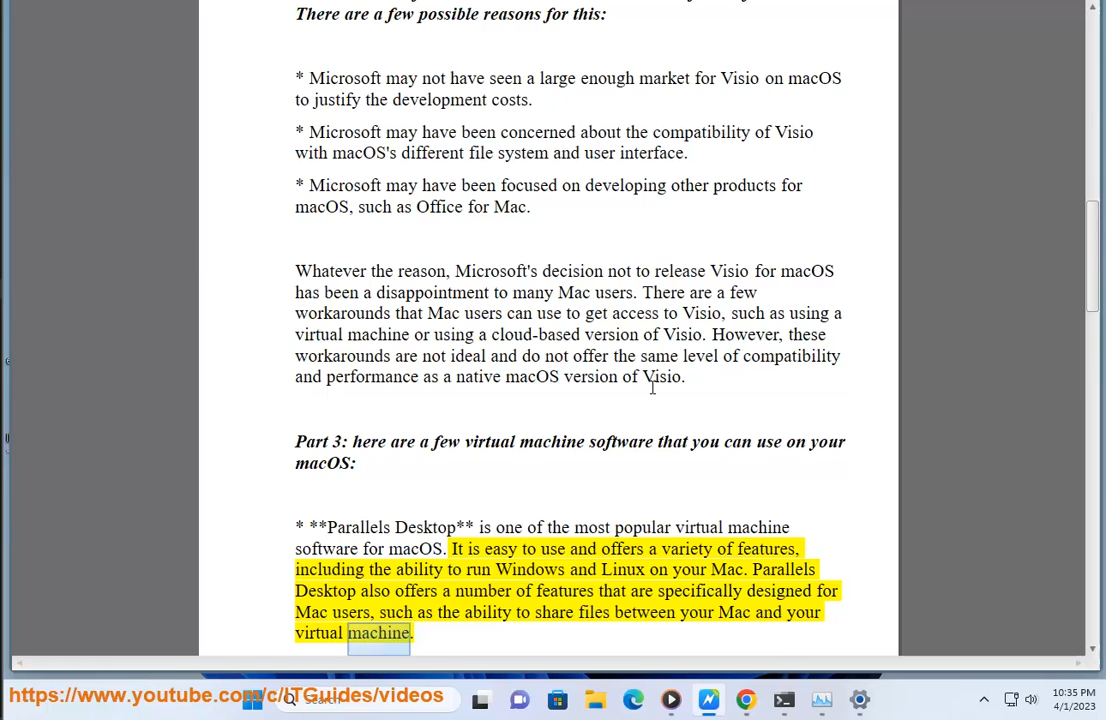 There are a few possible reasons for this:
* Microsoft may not have seen a large enough market for Visio on macOS
to justify the development costs.
* Microsoft may have been concerned about the compatibility of Visio
with macOS's different file system and user interface.
* Microsoft may have been focused on developing other products for
macOS, such as Office for Mac.
Whatever the reason, Microsoft's decision not to release Visio for macOS
has been a disappointment to many Mac users. There are a few
workarounds that Mac users can use to get access to Visio, such as using a
virtual machine or using a cloud-based version of Visio. However, these
workarounds are not ideal and do not offer the same level of compatibility
and performance as a native macOS version of Visio.
Part 3: here are a few virtual machine software that you can use on your
macOS:
* **Parallels Desktop** is one of the most popular virtual machine
software for macOS. It is easy to use and offers a variety of features,
including the ability to run Windows and Linux on your Mac. Parallels
Desktop also offers a number of features that are specifically designed for
Mac users, such as the ability to share files between your Mac and your
virtual machine.
https://www.youtube.com/c/ITGuides/videos
Search
10:35 PM
4/1/2023